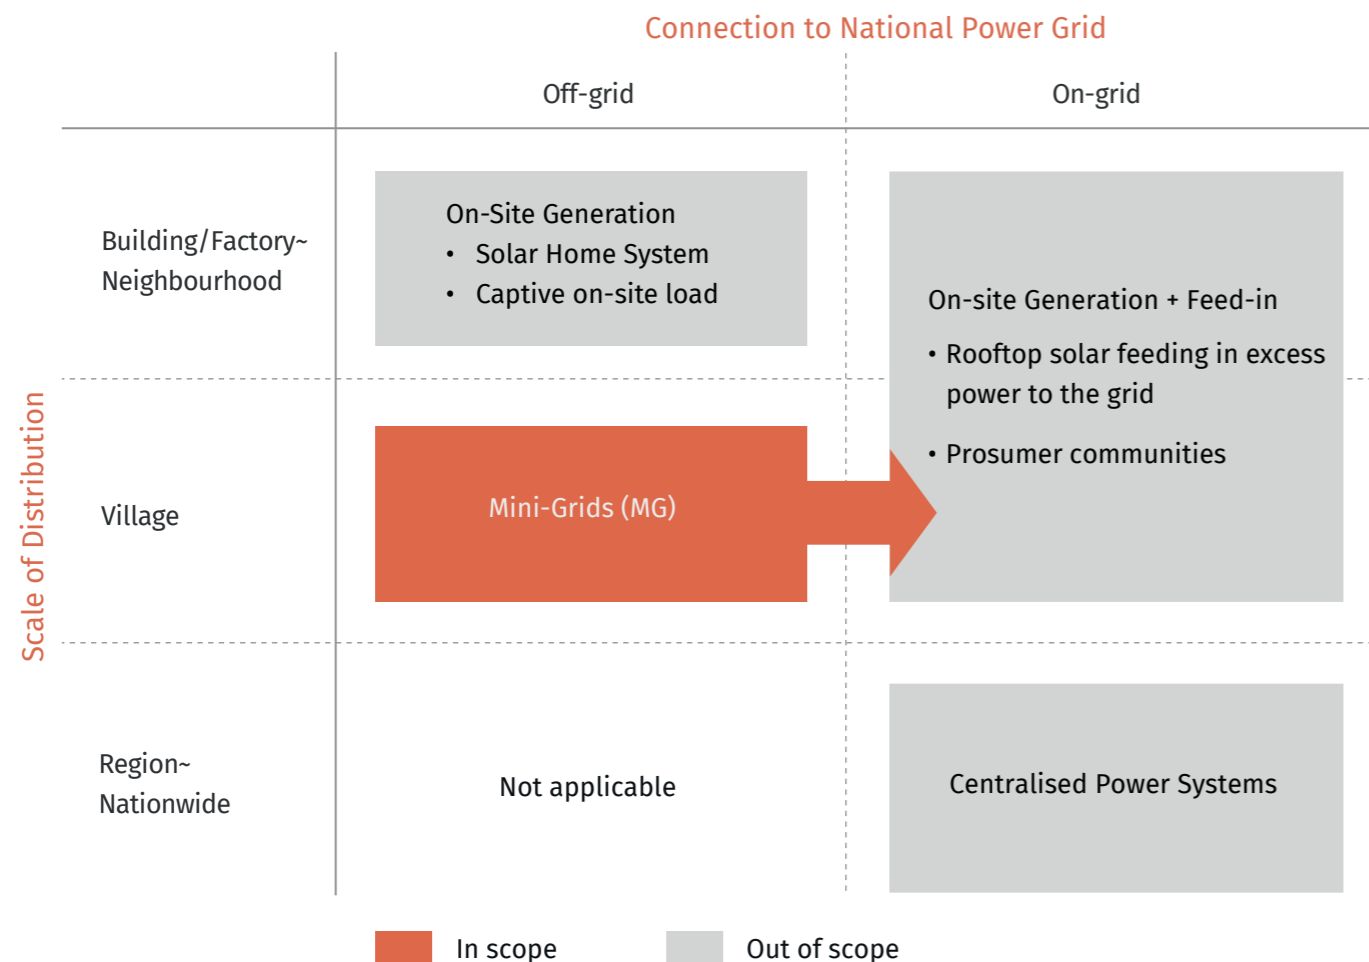 Connection to National Power Grid
Off-grid
On-grid
Scale of Distribution
Building/Factory~
Neighbourhood
On-Site Generation
• Solar Home System
• Captive on-site load
On-site Generation + Feed-in
• Rooftop solar feeding in excess
power to the grid
• Prosumer communities
Village
Mini-Grids (MG)
Region~
Nationwide
Not applicable
Centralised Power Systems
In scope
Out of scope